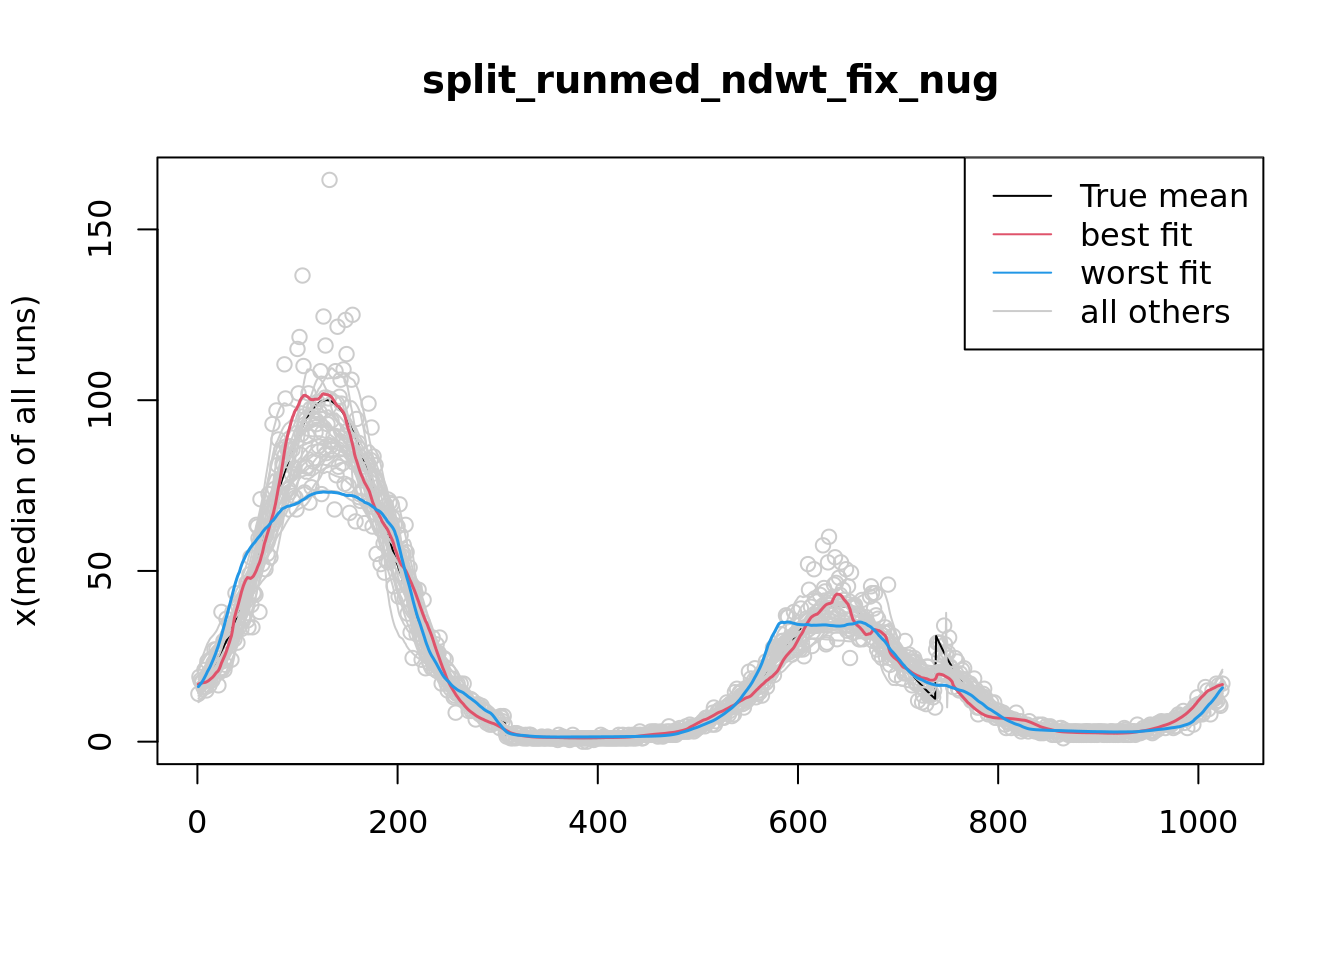 split_runmed_ndwt_fix_nug
True mean
best fit
worst fit
all others
x(median of all runs)
150
100
50
0
0 200 400 600 800 1000